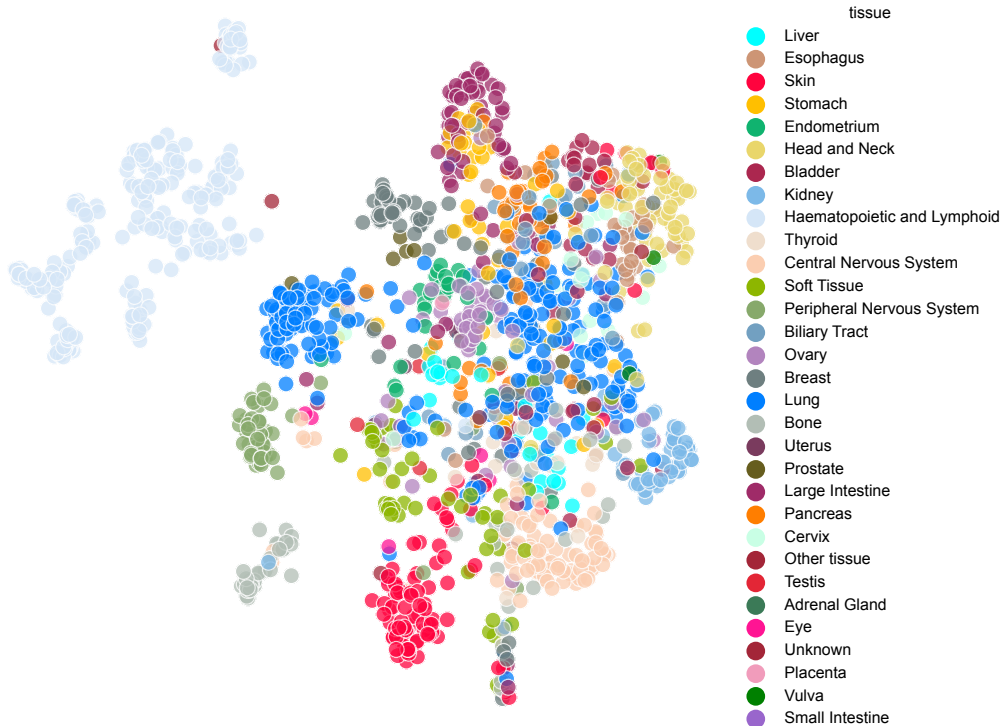 tissue
Liver
Esophagus
Skin
Stomach
Endometrium
Head and Neck
Bladder
Kidney
Haematopoietic and Lymphoid
Thyroid
Central Nervous System
Soft Tissue
Peripheral Nervous System
Biliary Tract
Ovary
Breast
Lung
Bone
Uterus
Prostate
Large Intestine
Pancreas
Cervix
Other tissue
Testis
Adrenal Gland
Eye
Unknown
Placenta
Vulva
Small Intestine